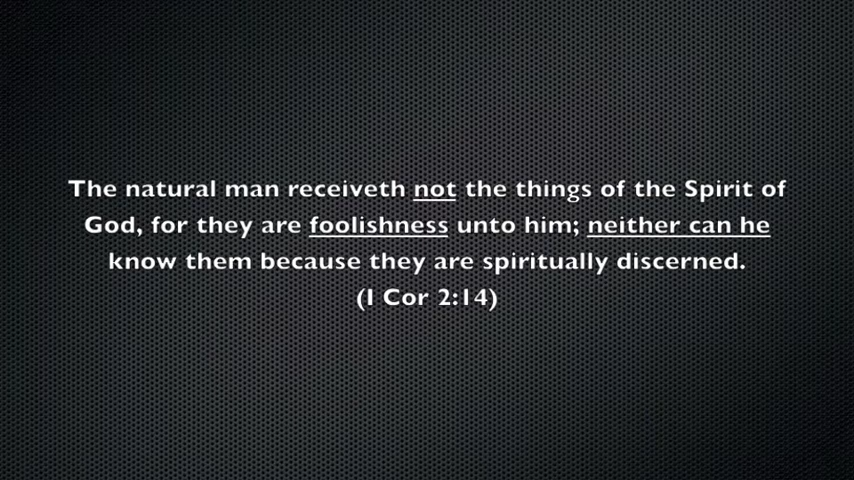 The natural man receiveth not the things of the Spirit of
God, for they are foolishness unto him; neither can he
know them because they are spiritually discerned.
(I Cor 2:14)